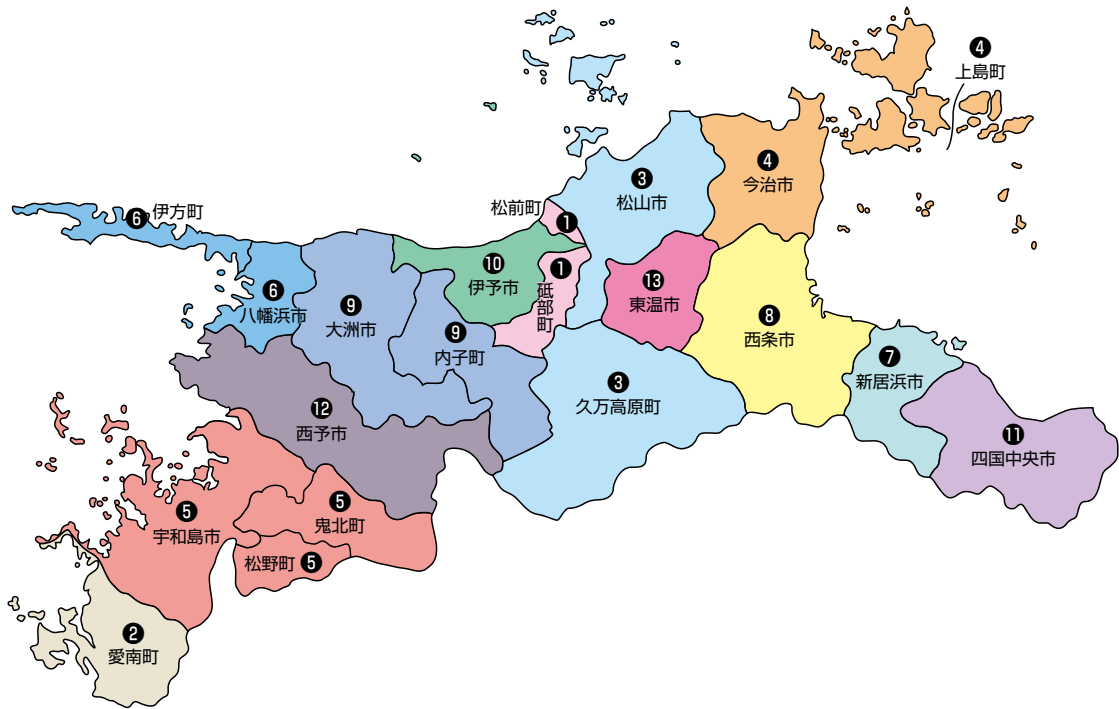 ❹
上島町
❹
今治市
❸
松山市
❻ 伊方町
松前町 ❶
❿
伊予市
❶
砥部町
⓭
東温市
❻
八幡浜市
❾
大洲市
❾
内子町
❽
西条市
❼
新居浜市
❸
久万高原町
⓬
西予市
⓫
四国中央市
❺
宇和島市
❺
鬼北町
松野町 ❺
❷
愛南町